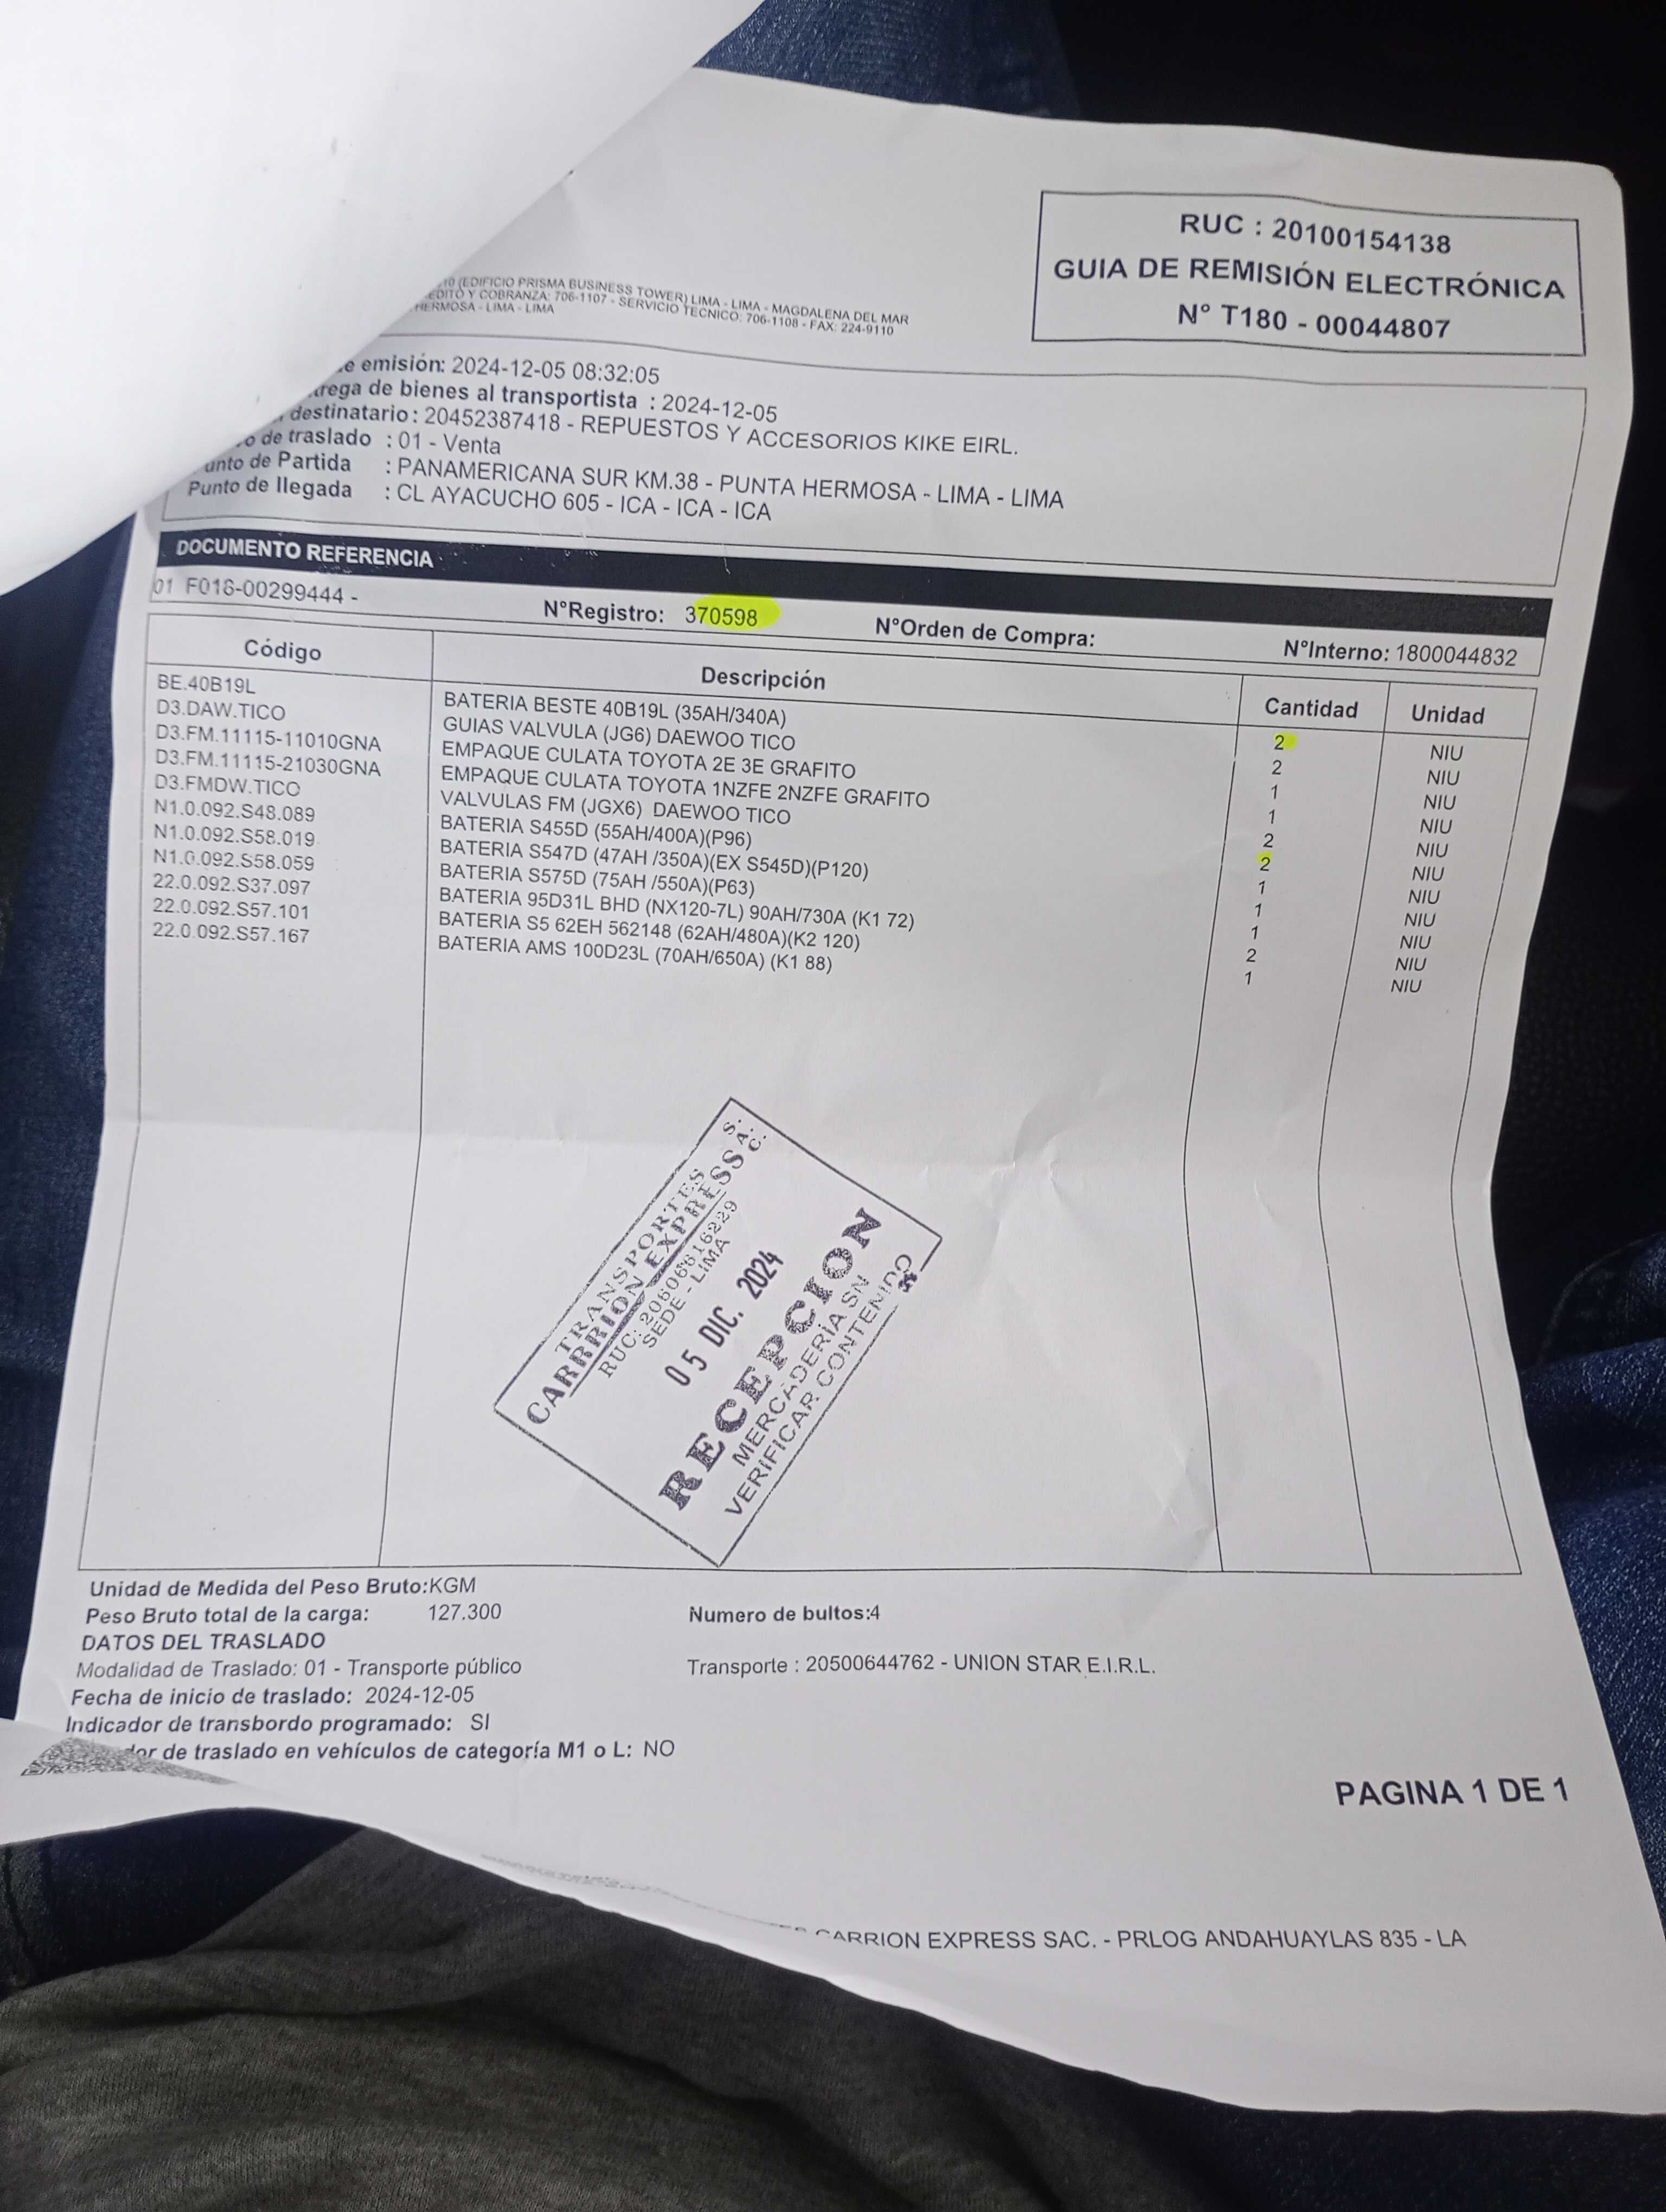 RUC : 20100154138
GUIA DE REMISIÓN ELECTRÓNICA
N° T180 - 00044807
(EDIFICIO PRISMA BUSINESS TOWER) LIMA - LIMA - MAGDALENA DEL MAR
Y COBRANZA: 706-1107 - SERVICIO TECNICO: 706-1108 - FAX: 224-9110
HERMOSA - LIMA - LIMA
emisión: 2024-12-05 08:32:05
de bienes al transportista : 2024-12-05
destinatario : 20452387418 - REPUESTOS Y ACCESORIOS KIKE EIRL.
de traslado : 01 - Venta
de Partida : PANAMERICANA SUR KM.38 - PUNTA HERMOSA - LIMA - LIMA
Punto de llegada : CL AYACUCHO 605 - ICA - ICA - ICA
DOCUMENTO REFERENCIA
01 F018-00299444 - N°Registro: 370598 N°Orden de Compra: N°Interno: 1800044832
Código Descripción Cantidad Unidad
BE.40B19L BATERIA BESTE 40B19L (35AH/340A) 2 NIU
D3.DAW.TICO GUIAS VALVULA (JG6) DAEWOO TICO 2 NIU
D3.FM.11115-11010GNA EMPAQUE CULATA TOYOTA 2E 3E GRAFITO 1 NIU
D3.FM.11115-21030GNA EMPAQUE CULATA TOYOTA 1NZFE 2NZFE GRAFITO 1 NIU
D3.FMDW.TICO VALVULAS FM (JGX6) DAEWOO TICO 2 NIU
N1.0.092.S48.089 BATERIA S455D (55AH/400A)(P96) 2 NIU
N1.0.092.S58.019 BATERIA S547D (47AH /350A)(EX S545D)(P120) 1 NIU
N1.0.092.S58.059 BATERIA S575D (75AH /550A)(P63) 1 NIU
22.0.092.S37.097 BATERIA 95D31L BHD (NX120-7L) 90AH/730A (K1 72) 1 NIU
22.0.092.S57.101 BATERIA S5 62EH 562148 (62AH/480A)(K2 120) 2 NIU
22.0.092.S57.167 BATERIA AMS 100D23L (70AH/650A) (K1 88) 1 NIU
TRANSPORTES S.
CARRION EXPRESS A.
C.
RUC: 20606616229
SEDE - LIMA
05 DIC. 2024
RECEPCION
MERCADERÍA SN
VERIFICAR CONTENIDO
Unidad de Medida del Peso Bruto:KGM
Peso Bruto total de la carga: 127.300 Numero de bultos:4
DATOS DEL TRASLADO
Modalidad de Traslado: 01 - Transporte público Transporte : 20500644762 - UNION STAR E.I.R.L.
Fecha de inicio de traslado: 2024-12-05
Indicador de transbordo programado: SI
de traslado en vehículos de categoría M1 o L: NO
PAGINA 1 DE 1
CARRION EXPRESS SAC. - PRLOG ANDAHUAYLAS 835 - LA